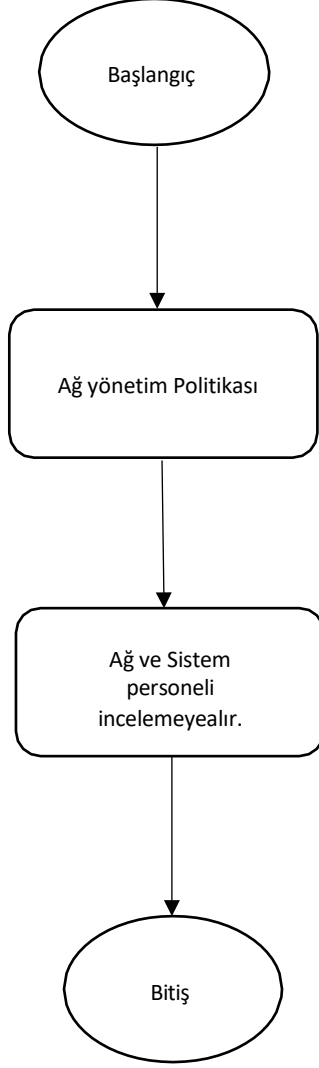 Başlangıç
Ağ yönetim Politikası
Ağ ve Sistem
personeli
incelemeyealır.
Bitiş